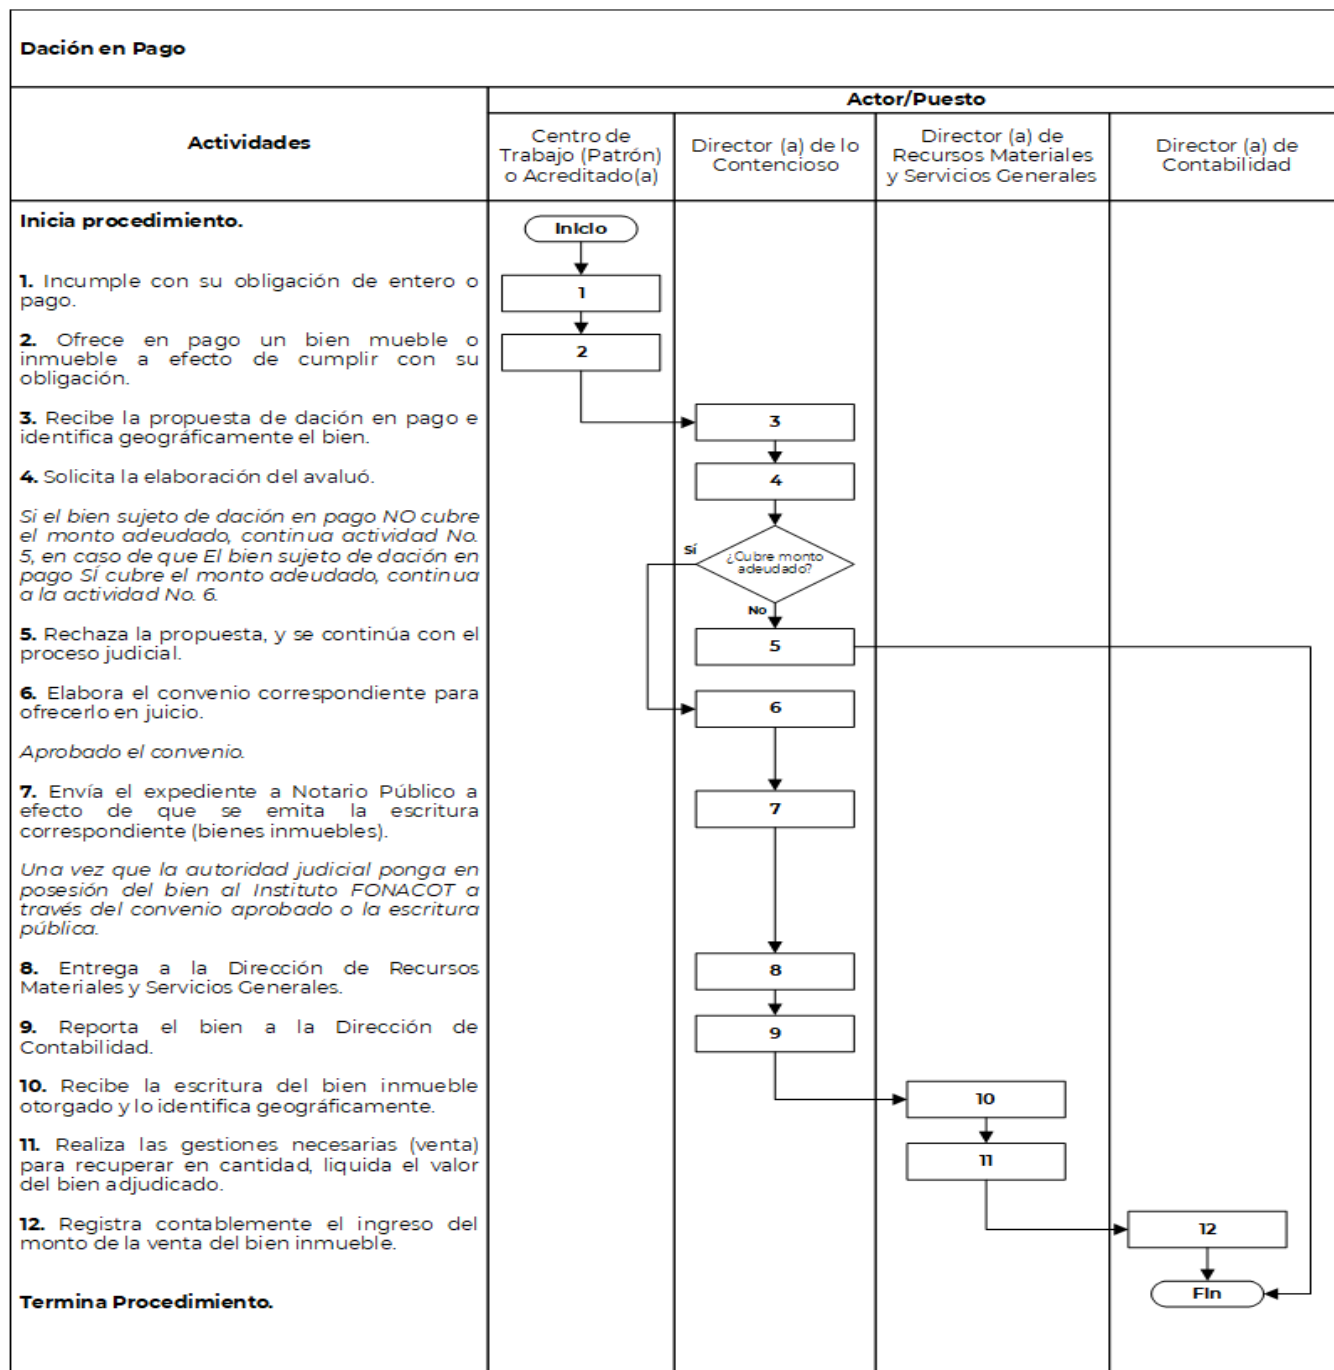 Dación en Pago
Actor/Puesto
Actividades
Centro de
Trabajo (Patrón)
o Acreditado(a)
Director (a) de lo
Contencioso
Director (a) de
Recursos Materiales
y Servicios Generales
Director (a) de
Contabilidad
Inicia procedimiento.
Inicio
1. Incumple con su obligación de entero o
pago.
1
2. Ofrece en pago un bien mueble o
inmueble a efecto de cumplir con su
obligación.
2
3. Recibe la propuesta de dación en pago e
identifica geográficamente el bien.
3
4. Solicita la elaboración del avaluó.
4
Si el bien sujeto de dación en pago NO cubre
el monto adeudado, continua actividad No.
5, en caso de que El bien sujeto de dación en
pago SÍ cubre el monto adeudado, continua
a la actividad No. 6.
Sí
¿Cubre monto
adeudado?
No
5. Rechaza la propuesta, y se continúa con el
proceso judicial.
5
6. Elabora el convenio correspondiente para
ofrecerlo en juicio.
6
Aprobado el convenio.
7. Envía el expediente a Notario Público a
efecto de que se emita la escritura
correspondiente (bienes inmuebles).
7
Una vez que la autoridad judicial ponga en
posesión del bien al Instituto FONACOT a
través del convenio aprobado o la escritura
pública.
8. Entrega a la Dirección de Recursos
Materiales y Servicios Generales.
8
9. Reporta el bien a la Dirección de
Contabilidad.
9
10. Recibe la escritura del bien inmueble
otorgado y lo identifica geográficamente.
10
11. Realiza las gestiones necesarias (venta)
para recuperar en cantidad, liquida el valor
del bien adjudicado.
11
12. Registra contablemente el ingreso del
monto de la venta del bien inmueble.
12
Termina Procedimiento.
Fin